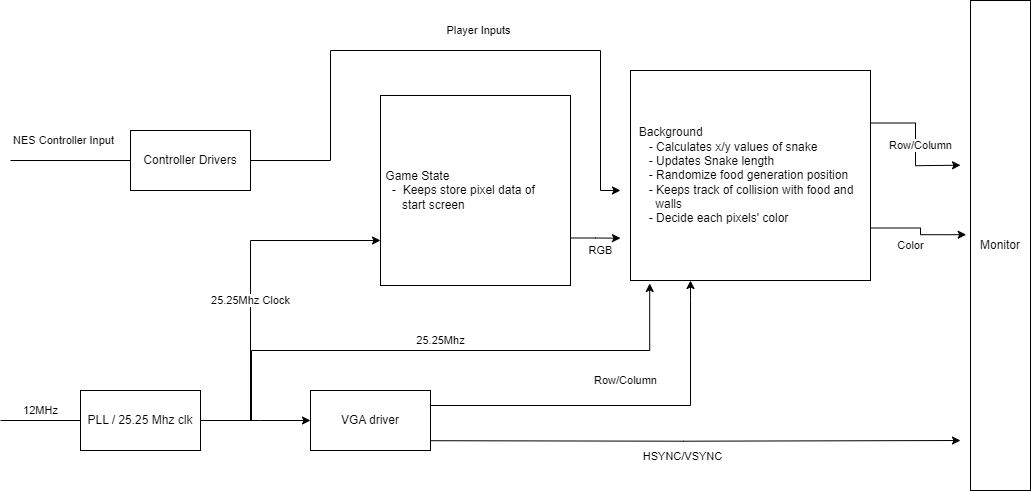 Player Inputs
NES Controller Input
Controller Drivers
Game State
- Keeps store pixel data of
start screen
RGB
Background
- Calculates x/y values of snake
- Updates Snake length
- Randomize food generation position
- Keeps track of collision with food and
walls
- Decide each pixels' color
Row/Column
Color
Monitor
25.25Mhz Clock
25.25Mhz
Row/Column
12MHz
PLL / 25.25 Mhz clk
VGA driver
HSYNC/VSYNC